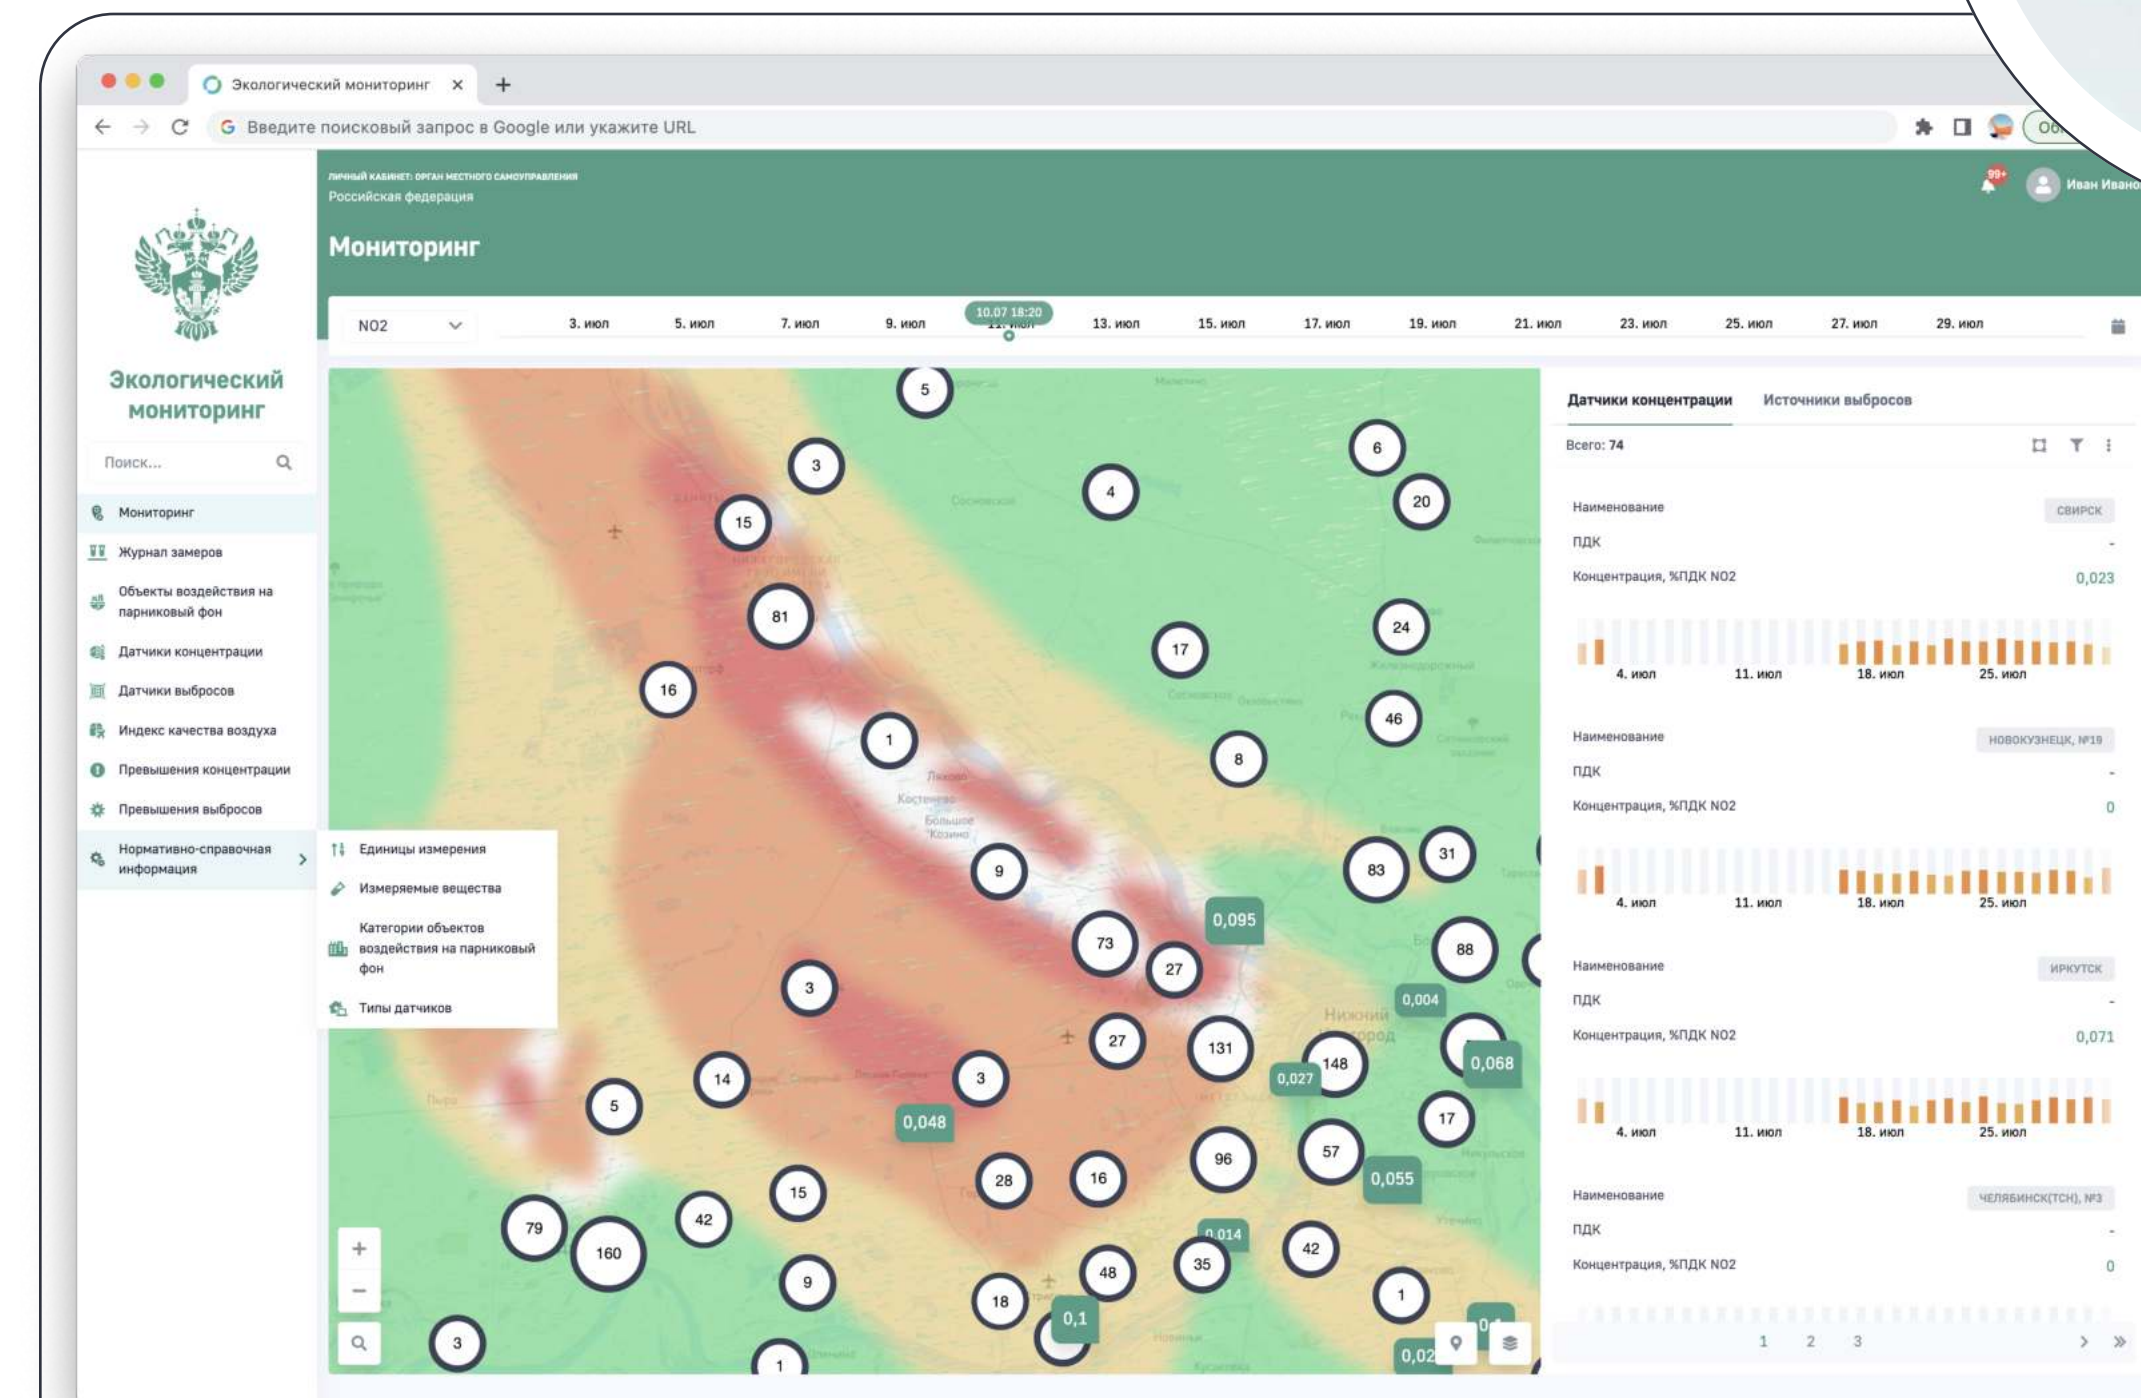 Экологический мониторинг
Введите поисковый запрос в Google или укажите URL
ЛИЧНЫЙ КАБИНЕТ: ОРГАН МЕСТНОГО САМОУПРАВЛЕНИЯ
Российская федерация
99+
Мониторинг
NO2
3. июл
5. июл
7. июл
9. июл
10.07 18:20
11. июл
13. июл
15. июл
17. июл
19. июл
21. июл
23. июл
25. июл
27. июл
29. июл
Экологический
мониторинг
Поиск...
Мониторинг
Журнал замеров
Объекты воздействия на
парниковый фон
Датчики концентрации
Датчики выбросов
Индекс качества воздуха
Превышения концентрации
Превышения выбросов
Нормативно-справочная
информация
Единицы измерения
Измеряемые вещества
Категории объектов
воздействия на парниковый
фон
Типы датчиков
5
3
6
4
20
15
81
24
17
16
46
1
8
Ляхово
Костенево
Большое
Козино
9
31
83
0,095
73
27
88
3
0,004
Нижний
27
131
148
0,068
0,027
14
3
5
0,048
17
96
57
28
16
0,055
15
79
42
160
0,014
42
35
48
9
18
1
0,1
3
1
+
−
Датчики концентрации
Источники выбросов
Всего: 74
Наименование
СВИРСК
ПДК
-
Концентрация, %ПДК NO2
0,023
4. июл
11. июл
18. июл
25. июл
Наименование
НОВОКУЗНЕЦК, №19
ПДК
-
Концентрация, %ПДК NO2
0
4. июл
11. июл
18. июл
25. июл
Наименование
ИРКУТСК
ПДК
-
Концентрация, %ПДК NO2
0,071
4. июл
11. июл
18. июл
25. июл
Наименование
ЧЕЛЯБИНСК(ТСН), №3
ПДК
-
Концентрация, %ПДК NO2
0
1 2 3